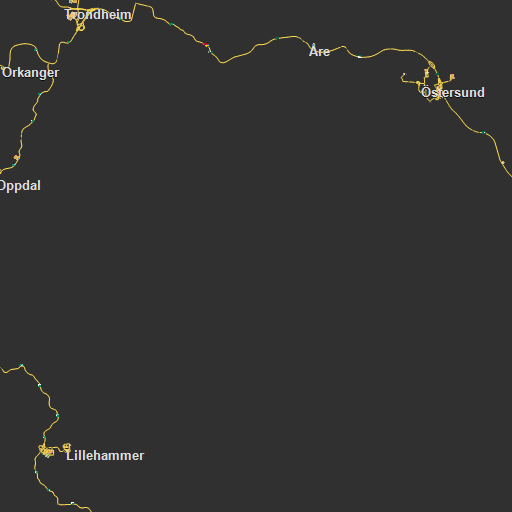 Trondheim
Åre
Orkanger
Östersund
Oppdal
Lillehammer